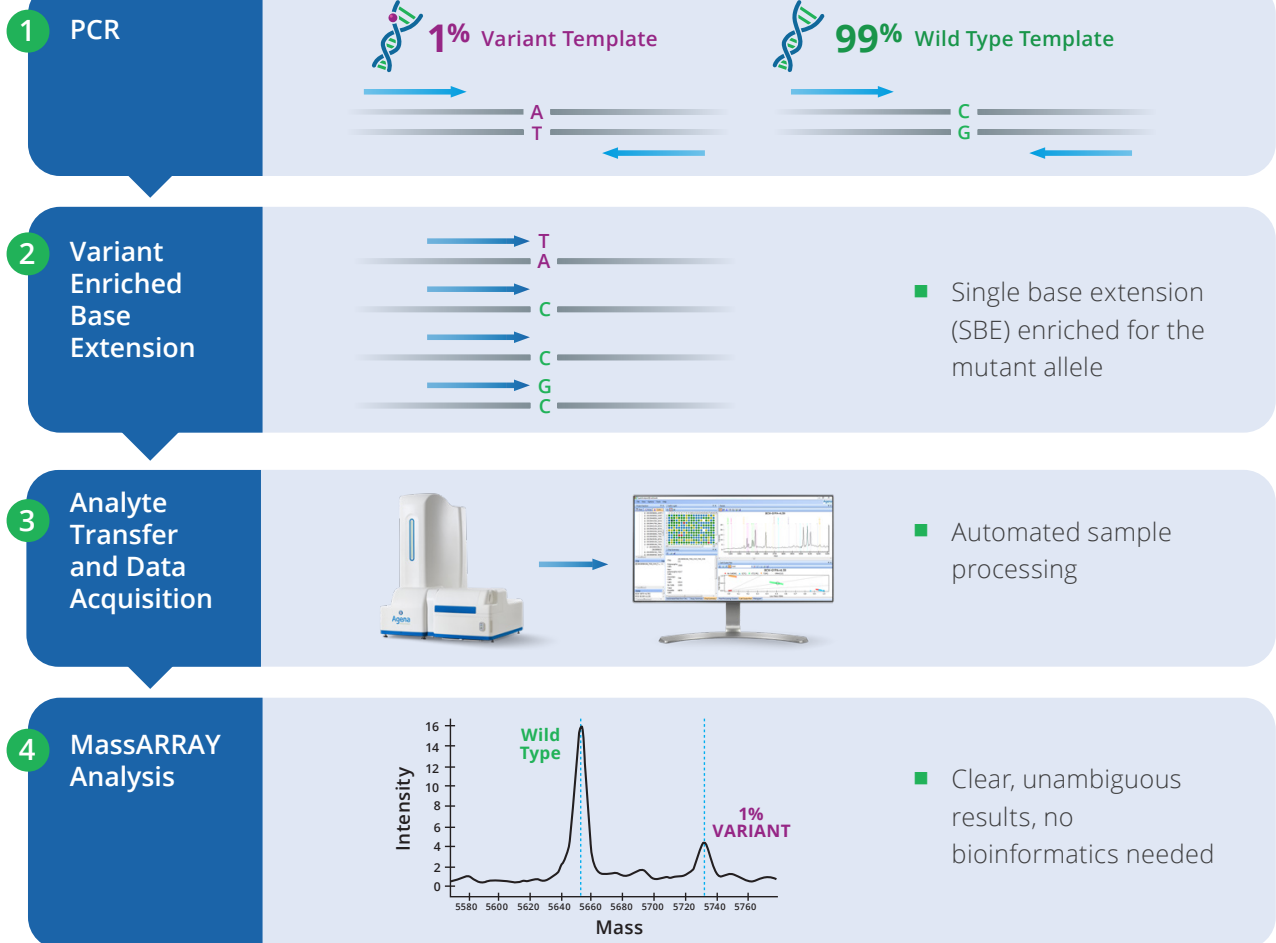 1
PCR
1% Variant Template
99% Wild Type Template
A
T
C
G
2
Variant
Enriched
Base
Extension
T
A
C
C
G
C
Single base extension
(SBE) enriched for the
mutant allele
3
Analyte
Transfer
and Data
Acquisition
Agena
Automated sample
processing
4
MassARRAY
Analysis
Intensity
16
14
12
10
8
6
4
2
0
Wild
Type
1%
VARIANT
5580 5600 5620 5640 5660 5680 5700 5720 5740 5760
Mass
Clear, unambiguous
results, no
bioinformatics needed